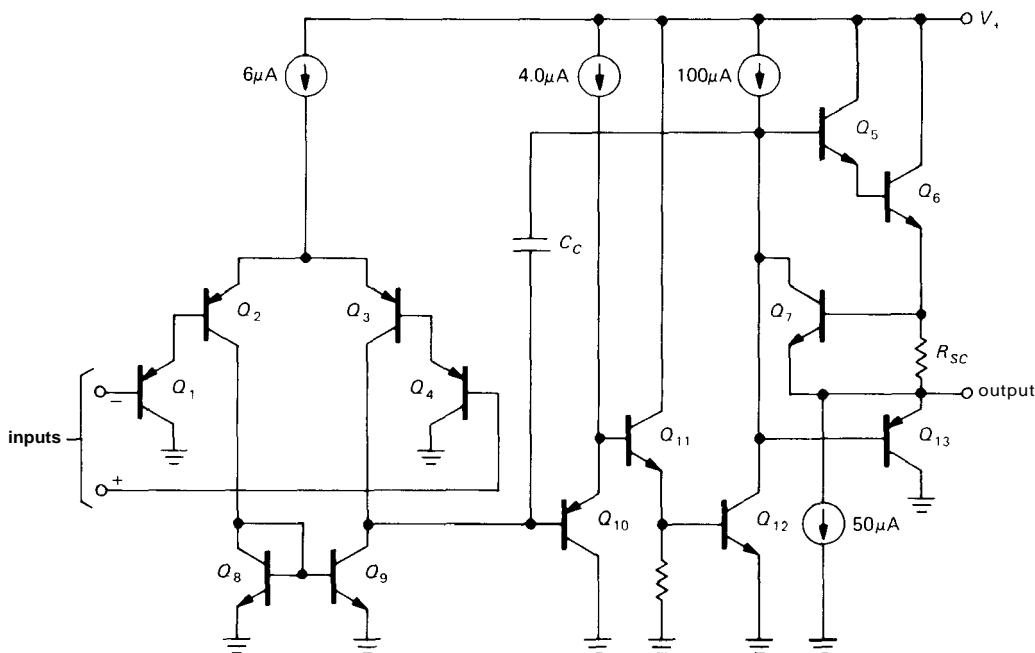 V+
6μA
4.0μA
100μA
Q5
Q6
CC
Q2
Q3
Q7
RSC
Q1
Q4
− 
output
inputs
Q11
Q13
+
Q10
Q12
50μA
Q8
Q9